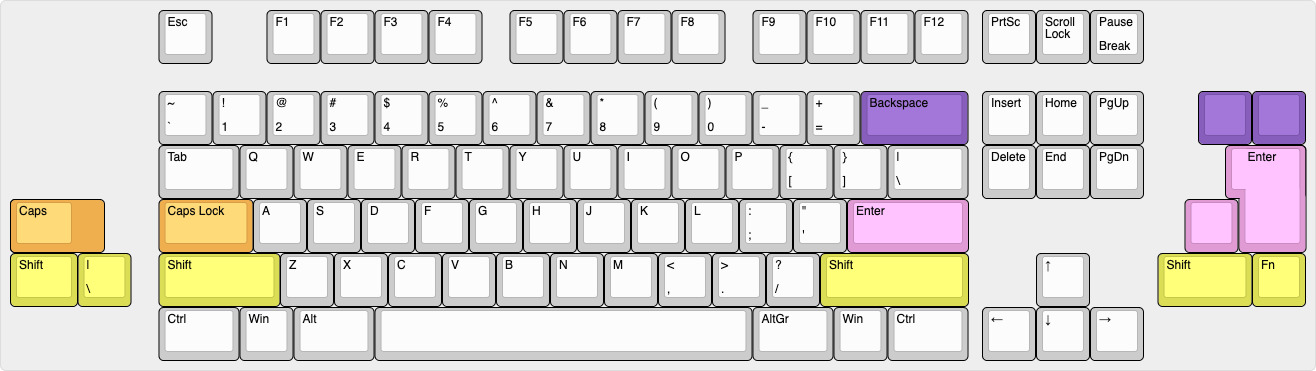 Esc F1 F2 F3 F4 F5 F6 F7 F8 F9 F10 F11 F12 PrtSc Scroll Pause
Lock
Break
~ ! @ # $ % ^ & * ( ) _ + Backspace Insert Home PgUp
` 1 2 3 4 5 6 7 8 9 0 - =
Tab Q W E R T Y U I O P { } | Delete End PgDn Enter
[ ] \
Caps Caps Lock A S D F G H J K L : " Enter
; '
Shift | Shift Z X C V B N M < > ? Shift ↑ Shift Fn
\ , . /
Ctrl Win Alt AltGr Win Ctrl ← ↓ →